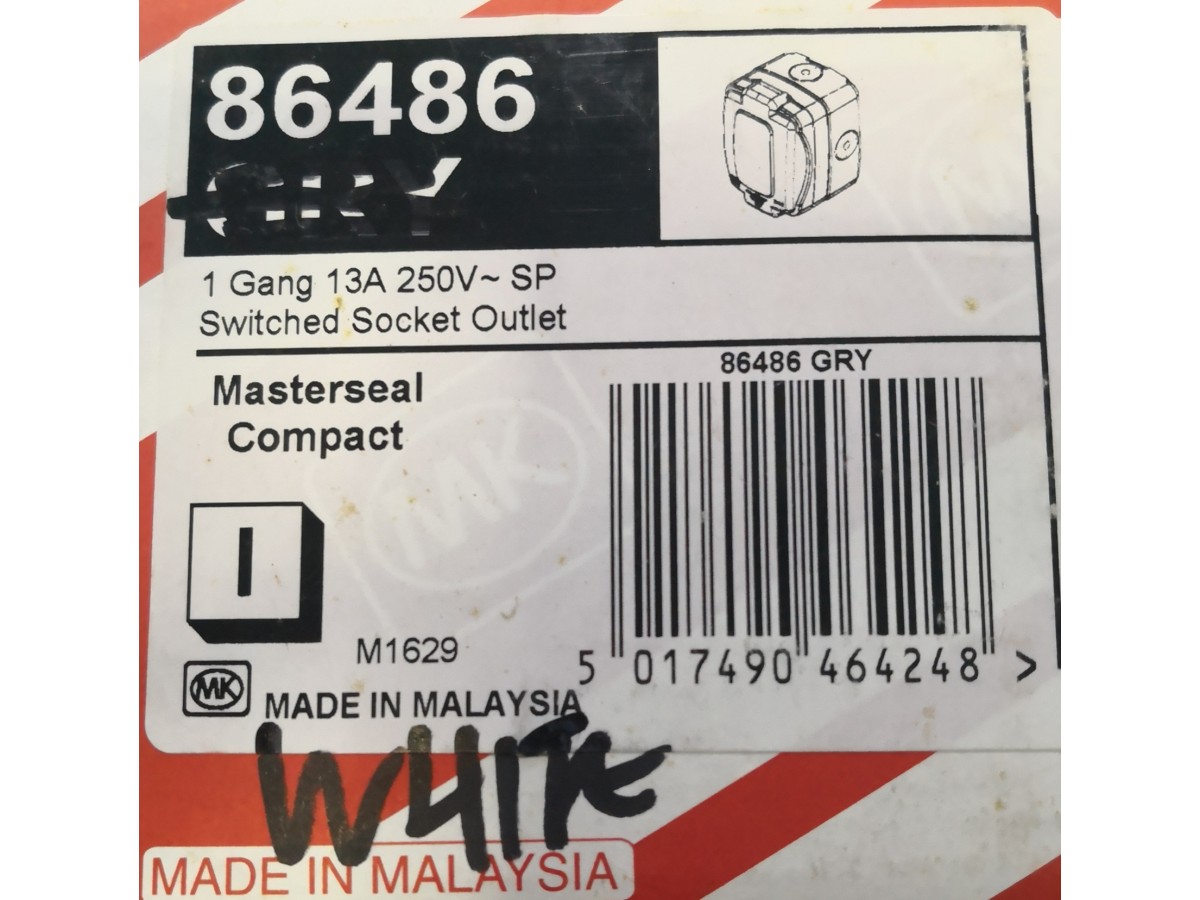 86486
GRY
1 Gang 13A 250V~ SP
Switched Socket Outlet
86486 GRY
Masterseal
Compact
MK
I
M1629
5 017490 464248 >
MK
MADE IN MALAYSIA
WHITE
MADE IN MALAYSIA